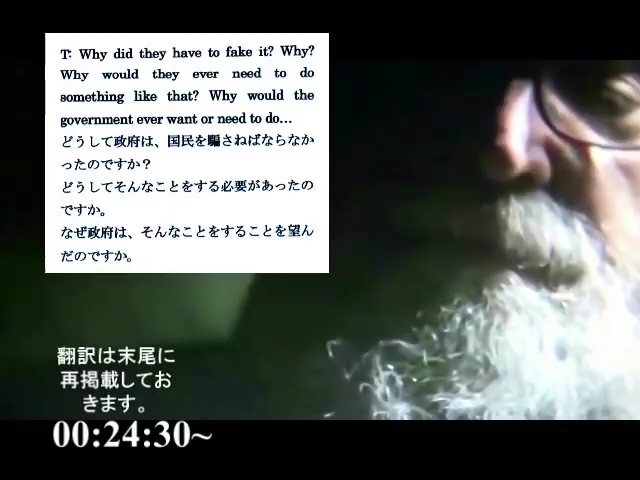 T: Why did they have to fake it? Why?
Why would they ever need to do
something like that? Why would the
government ever want or need to do...
どうして政府は、国民を騙さねばならなか
ったのですか？
どうしてそんなことをする必要があったの
ですか。
なぜ政府は、そんなことをすることを望ん
だのですか。
翻訳は末尾に
再掲載してお
きます。
00:24:30~